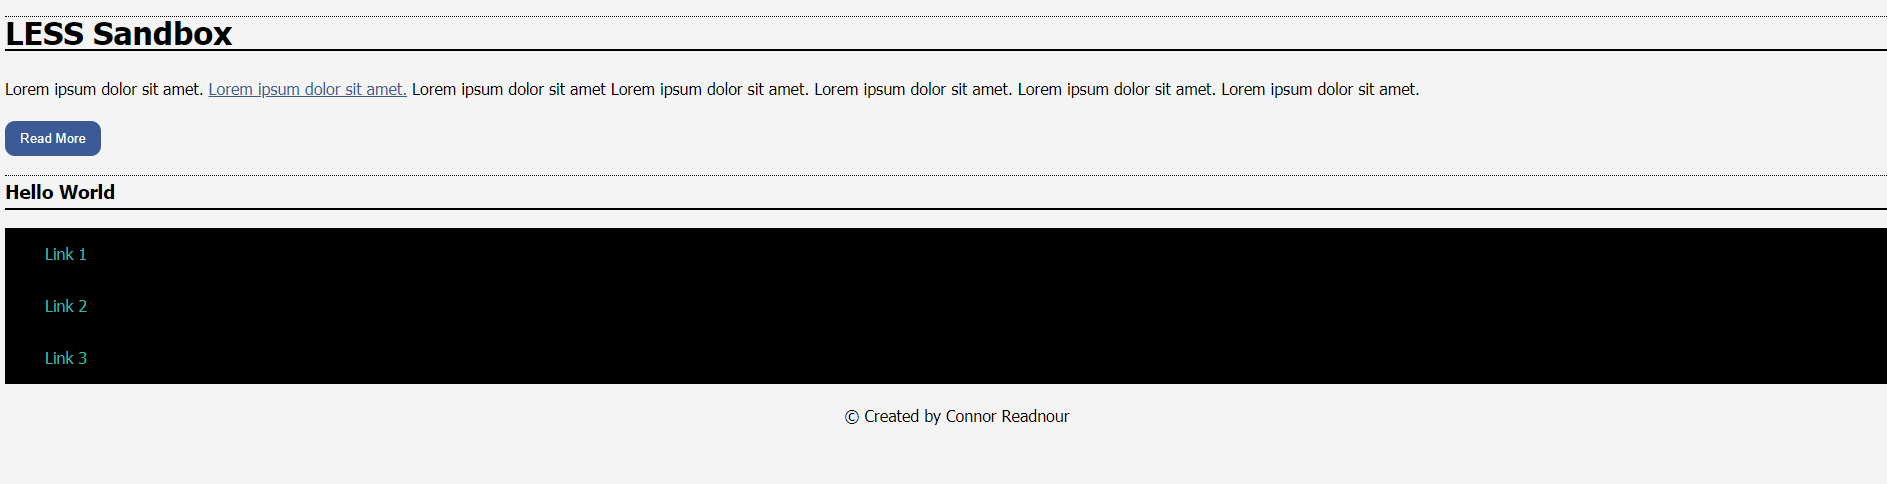 LESS Sandbox
Lorem ipsum dolor sit amet. Lorem ipsum dolor sit amet. Lorem ipsum dolor sit amet Lorem ipsum dolor sit amet. Lorem ipsum dolor sit amet. Lorem ipsum dolor sit amet. Lorem ipsum dolor sit amet.
Read More
Hello World
Link 1
Link 2
Link 3
© Created by Connor Readnour